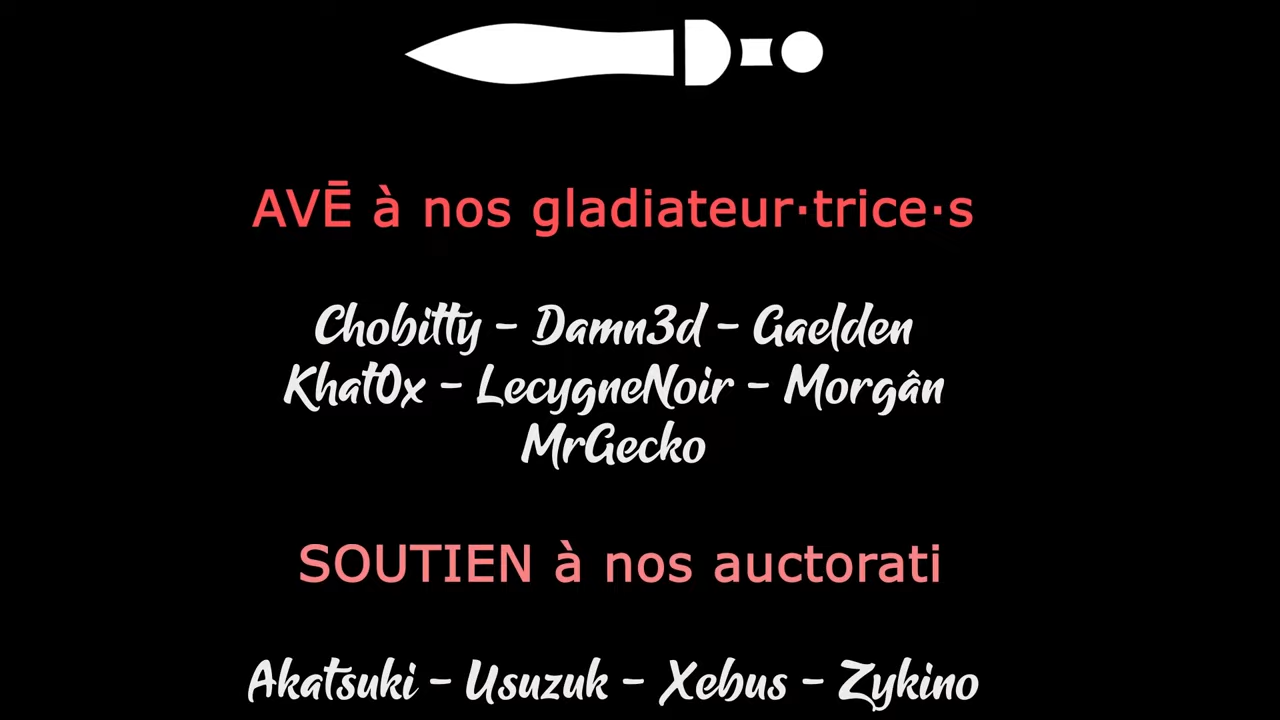 AVĒ à nos gladiateur·trice·s
Chobitty - Damn3d - Gaelden
Khat0x - LecygneNoir - Morgân
MrGecko
SOUTIEN à nos auctorati
Akatsuki - Usuzuk - Xebus - Zykino